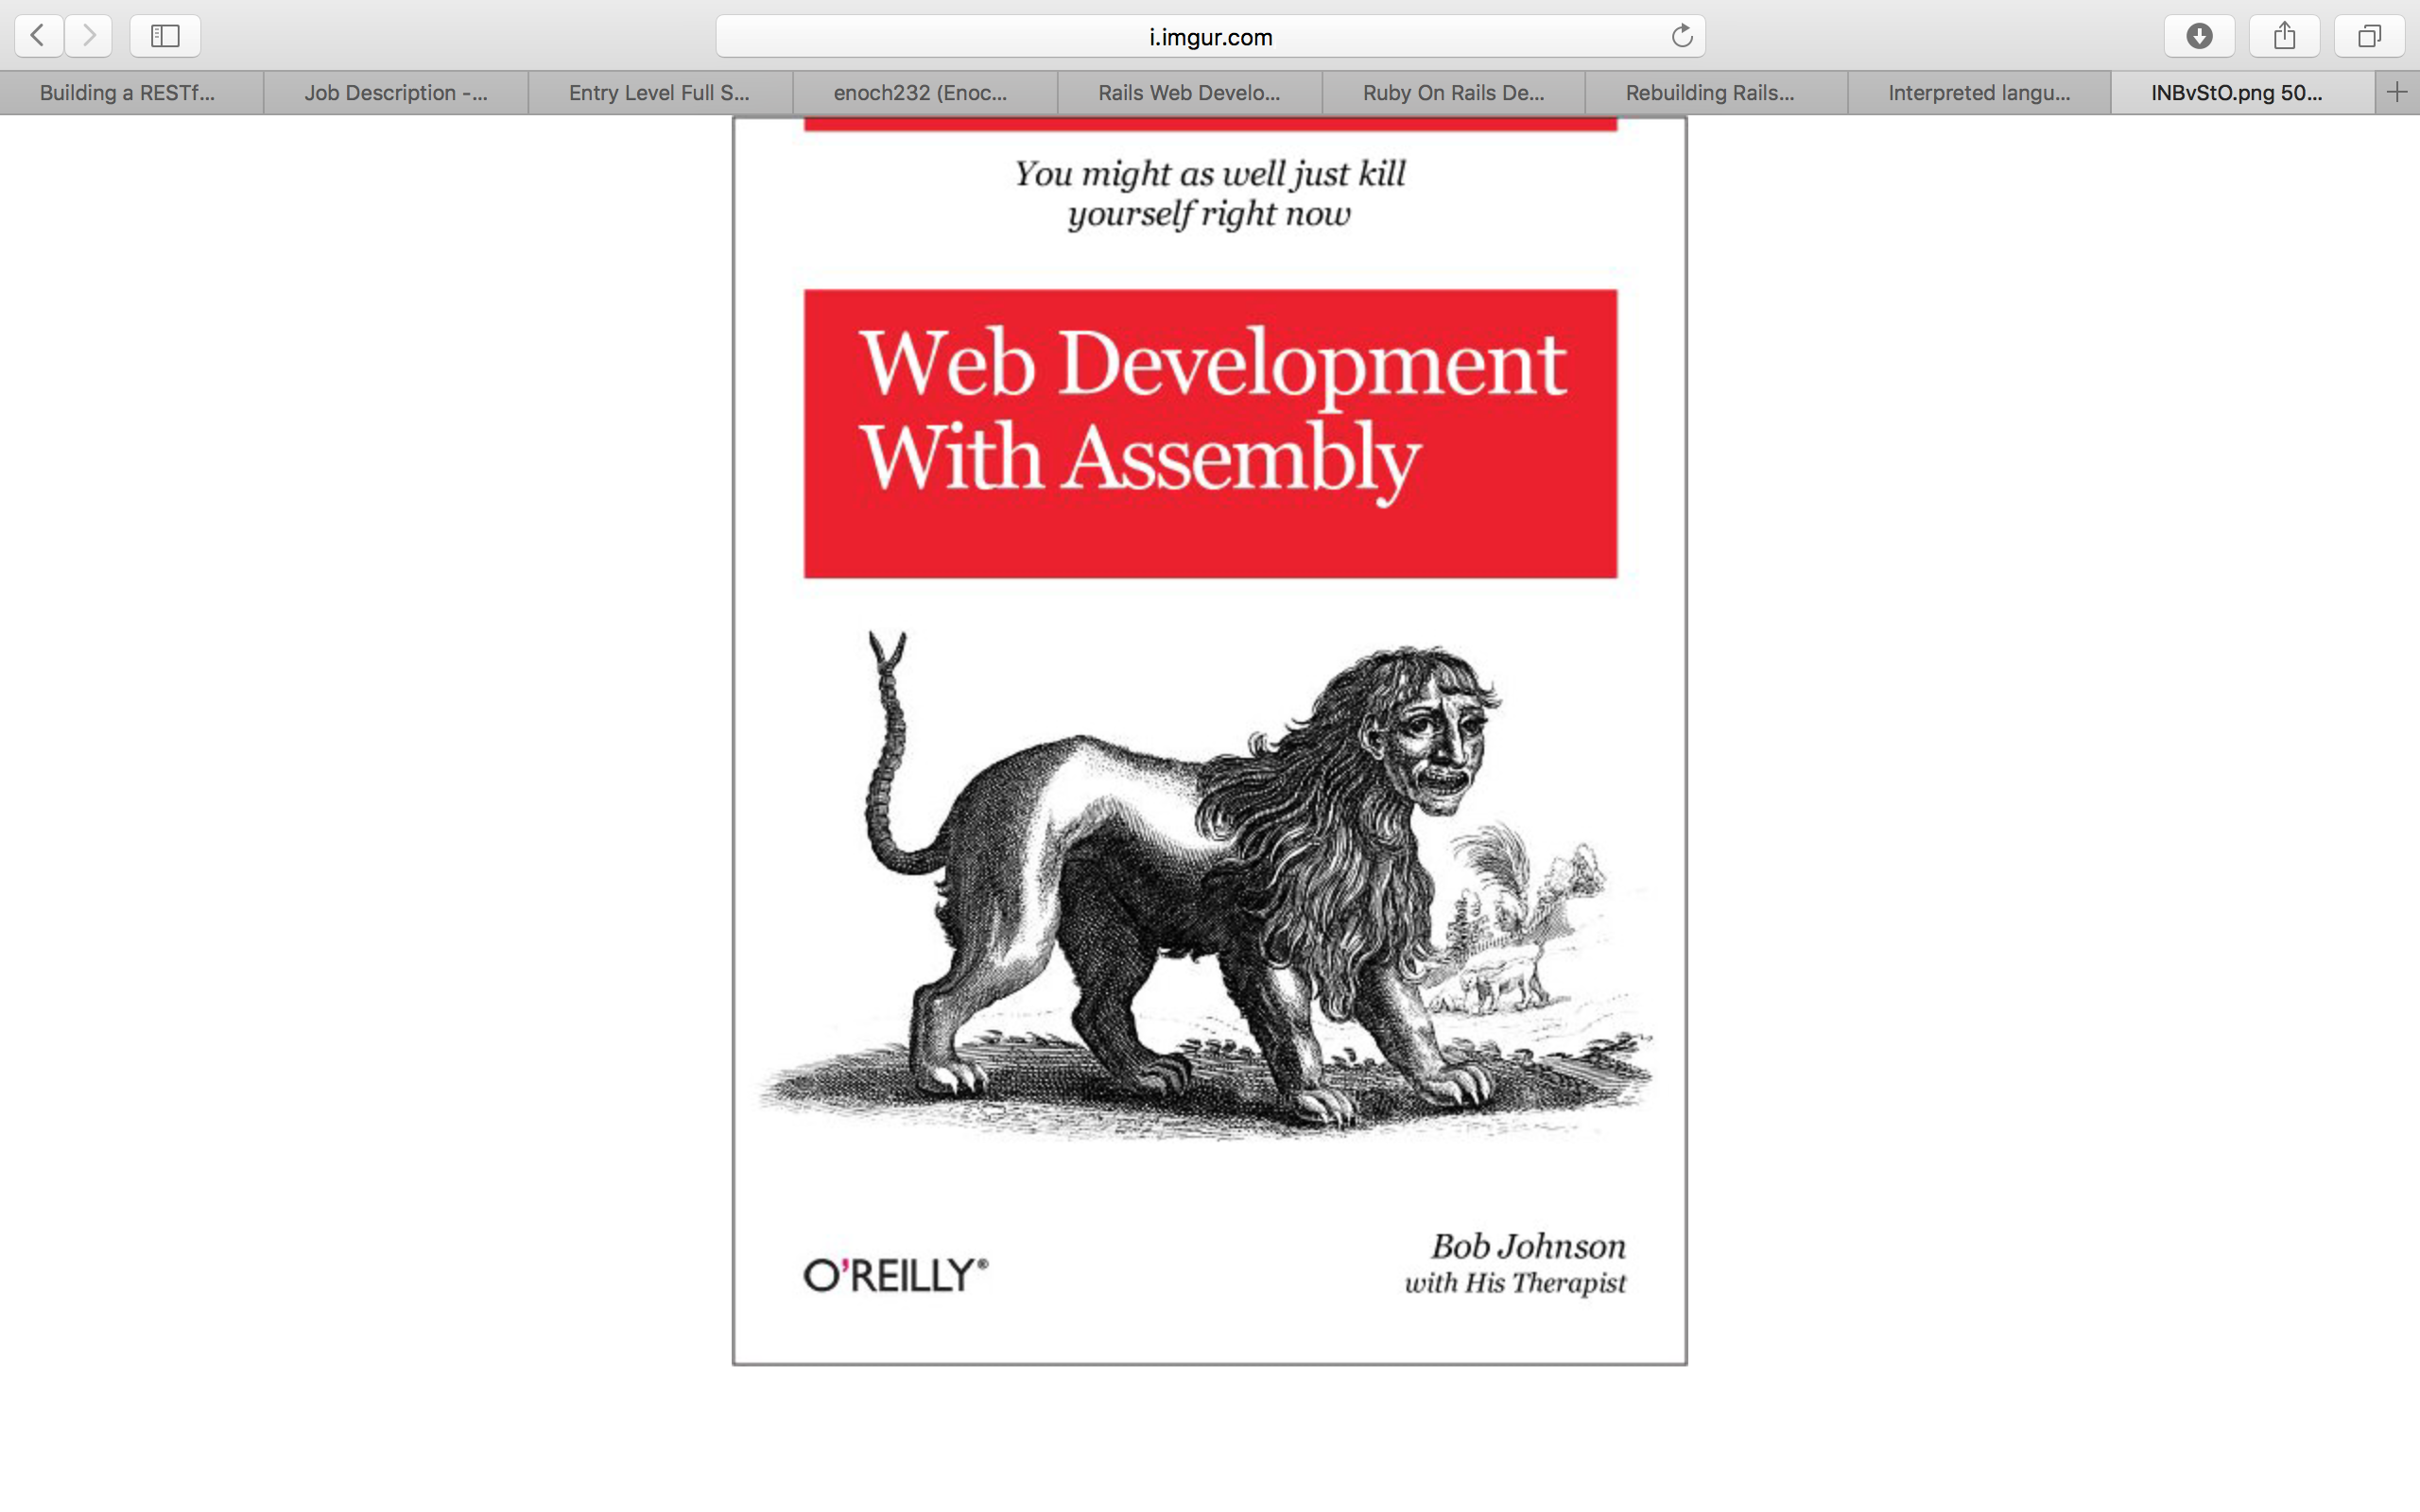 i.imgur.com
Building a RESTf...
Job Description -...
Entry Level Full S...
enoch232 (Enoc...
Rails Web Develo...
Ruby On Rails De...
Rebuilding Rails...
Interpreted langu...
INBvStO.png 50...
You might as well just kill
yourself right now
Web Development
With Assembly
O'REILLY®
Bob Johnson
with His Therapist